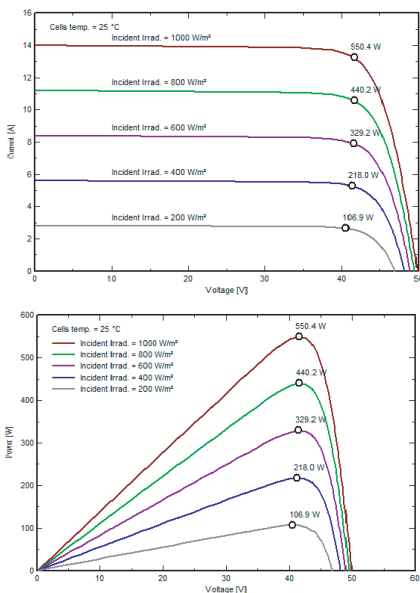 16
Cells temp. = 25 °C
550.4 W
14
Incident Irrad. = 1000 W/m²
12
440.2 W
Incident Irrad. = 800 W/m²
10
329.2 W
Incident Irrad. = 600 W/m²
8
218.0 W
6
Incident Irrad. = 400 W/m²
4
106.9 W
Incident Irrad. = 200 W/m²
2
0
Current [A]
0 10 20 30 40 50
Voltage [V]
600
Cells temp. = 25 °C
550.4 W
Incident Irrad. = 1000 W/m²
500
Incident Irrad. = 800 W/m²
440.2 W
Incident Irrad. = 600 W/m²
Incident Irrad. = 400 W/m²
400
Incident Irrad. = 200 W/m²
329.2 W
300
218.0 W
200
106.9 W
100
0
Power [W]
0 10 20 30 40 50 60
Voltage [V]